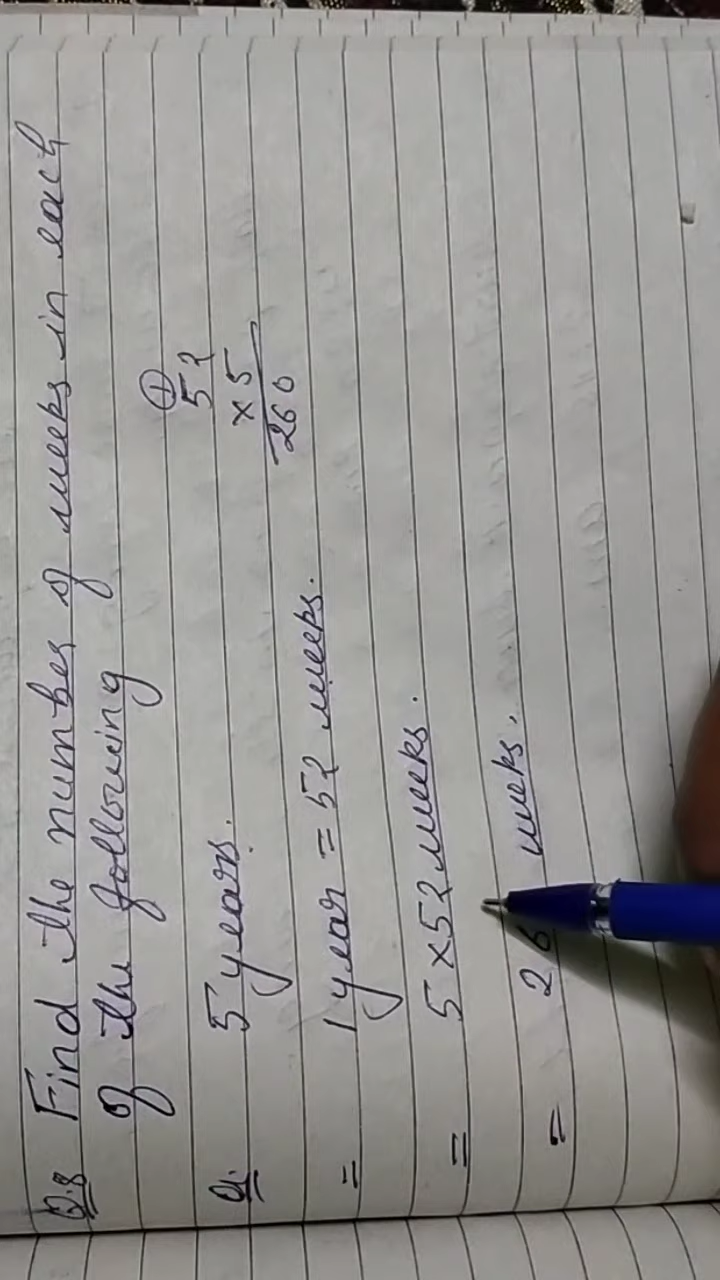 Q.8 Find the number of weeks in each
of the following
a. 5 years.
① 
52
× 5
260
= 1 year = 52 weeks.
= 5 × 52 weeks.
= 26 weeks.